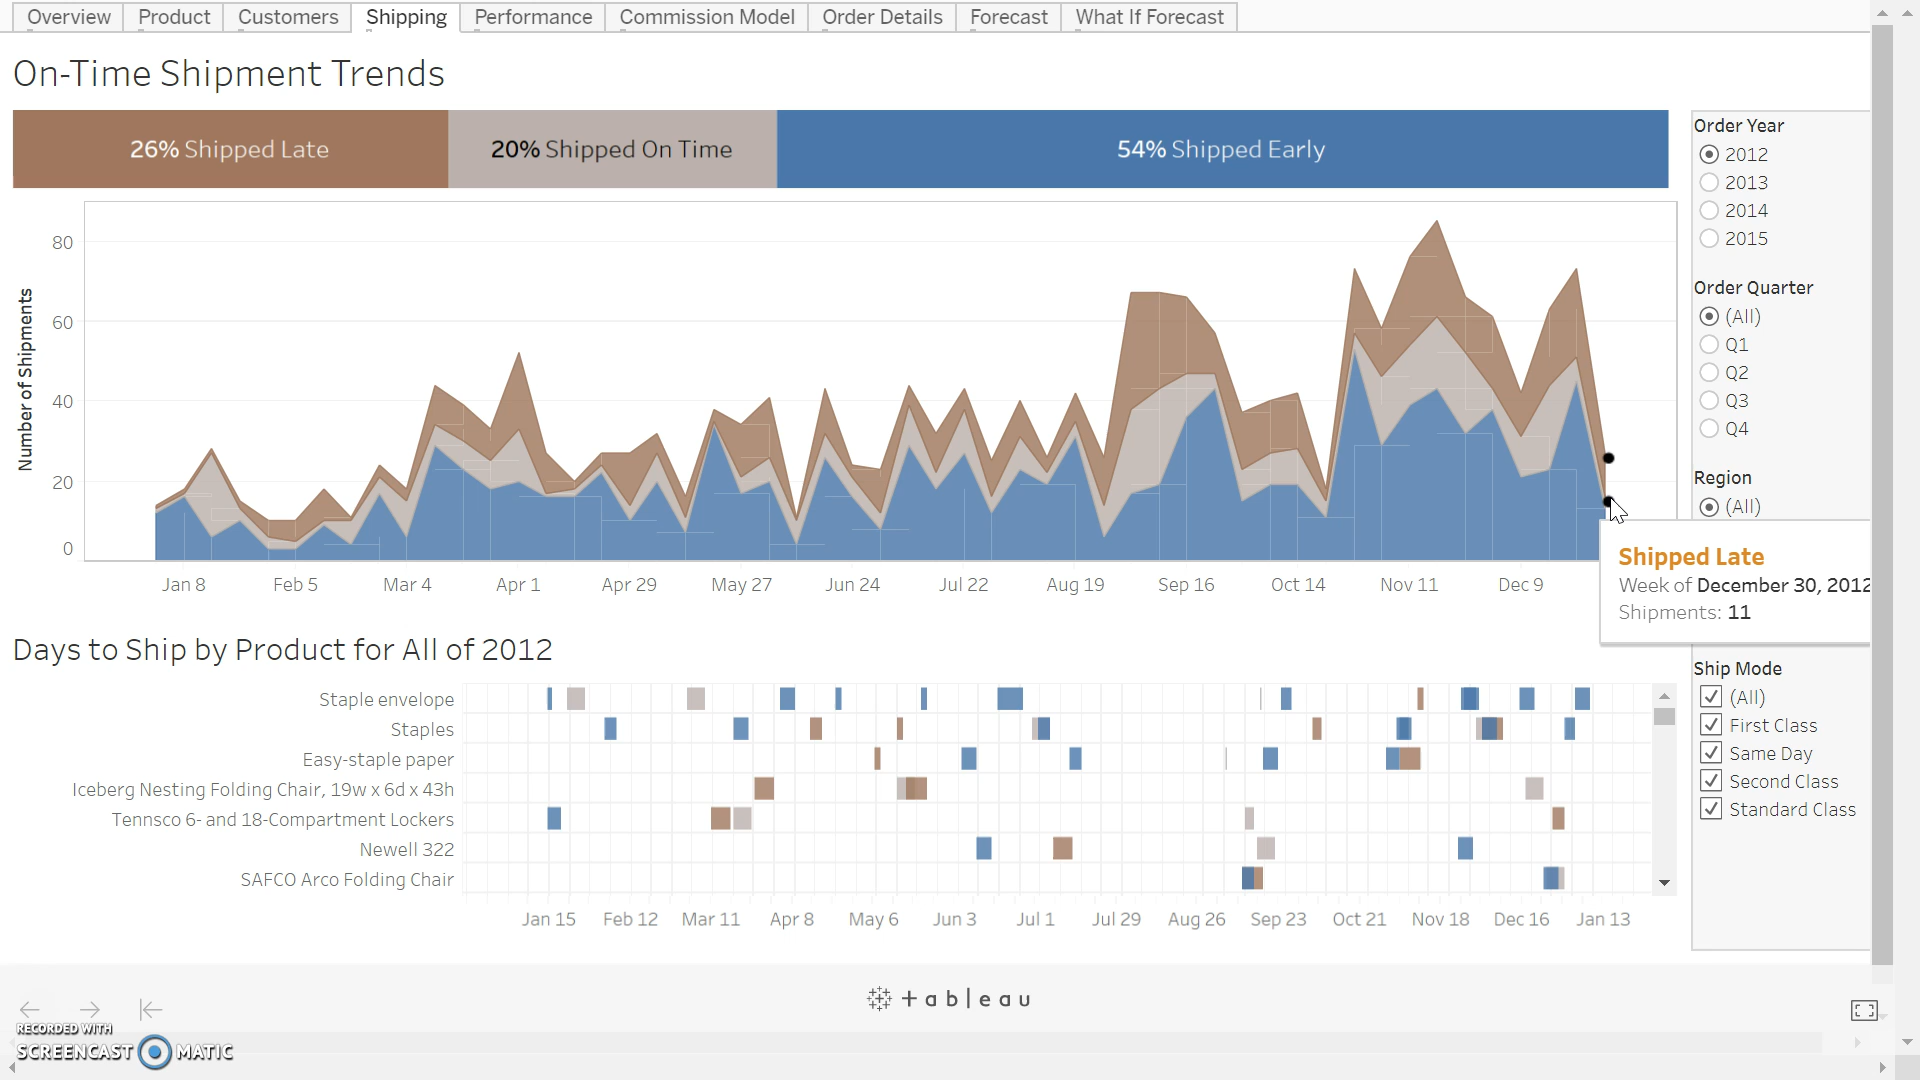 Overview Product Customers Shipping Performance Commission Model Order Details Forecast What If Forecast
On-Time Shipment Trends
26% Shipped Late 20% Shipped On Time 54% Shipped Early
Number of Shipments
80
60
40
20
0
Jan 8 Feb 5 Mar 4 Apr 1 Apr 29 May 27 Jun 24 Jul 22 Aug 19 Sep 16 Oct 14 Nov 11 Dec 9
Order Year
2012
2013
2014
2015
Order Quarter
(All)
Q1
Q2
Q3
Q4
Region
(All)
Shipped Late
Week of December 30, 2012
Shipments: 11
Ship Mode
(All)
First Class
Same Day
Second Class
Standard Class
Days to Ship by Product for All of 2012
Staple envelope
Staples
Easy-staple paper
Iceberg Nesting Folding Chair, 19w x 6d x 43h
Tennsco 6- and 18-Compartment Lockers
Newell 322
SAFCO Arco Folding Chair
Jan 15 Feb 12 Mar 11 Apr 8 May 6 Jun 3 Jul 1 Jul 29 Aug 26 Sep 23 Oct 21 Nov 18 Dec 16 Jan 13
+ableau
RECORDED WITH
SCREENCAST MATIC